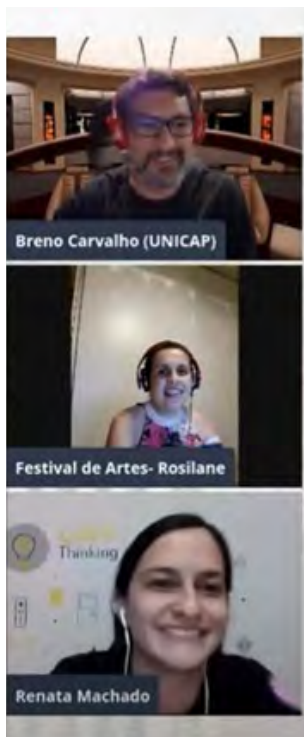 Breno Carvalho (UNICAP)
Festival de Artes- Rosilane
Thinking
Renata Machado